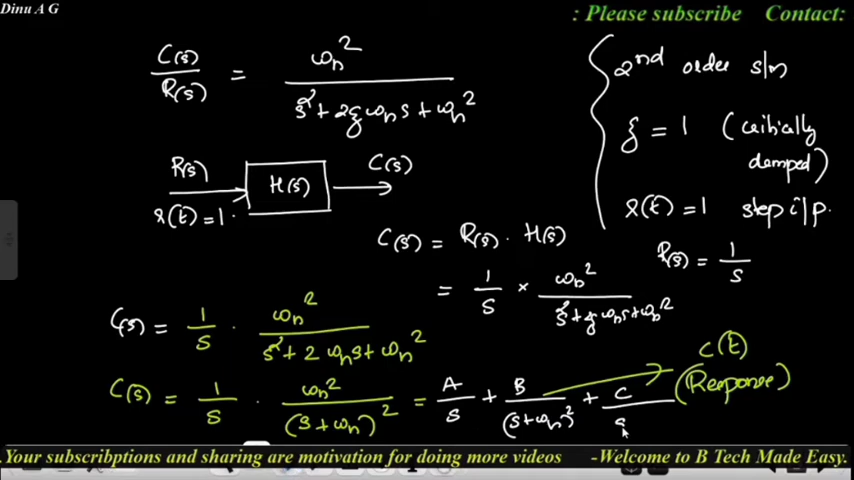 Dinu A G
: Please subscribe Contact:
C(s)/R(s) = ωn²/(s²+2ξωns+ωn²)
2nd order s/m
ξ = 1 (critically damped)
r(t) = 1 step i/p.
R(s) = 1/s
R(s) H(s) C(s)
r(t)=1.
C(s) = R(s) · H(s)
= 1/s × ωn²/(s²+2ξωns+ωn²)
C(s) = 1/s · ωn²/(s²+2ωns+ωn²)
C(s) = 1/s · ωn²/(s+ωn)² = A/s + B/(s+ωn)² + C/s
c(t)
(Response)
.Your subscribptions and sharing are motivation for doing more videos -Welcome to B Tech Made Easy.